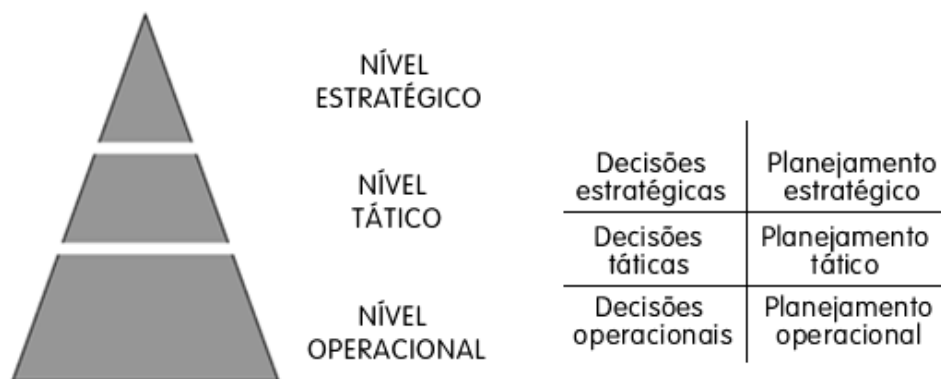 NÍVEL
ESTRATÉGICO
NÍVEL
TÁTICO
NÍVEL
OPERACIONAL
Decisões
estratégicas
Planejamento
estratégico
Decisões
táticas
Planejamento
tático
Decisões
operacionais
Planejamento
operacional